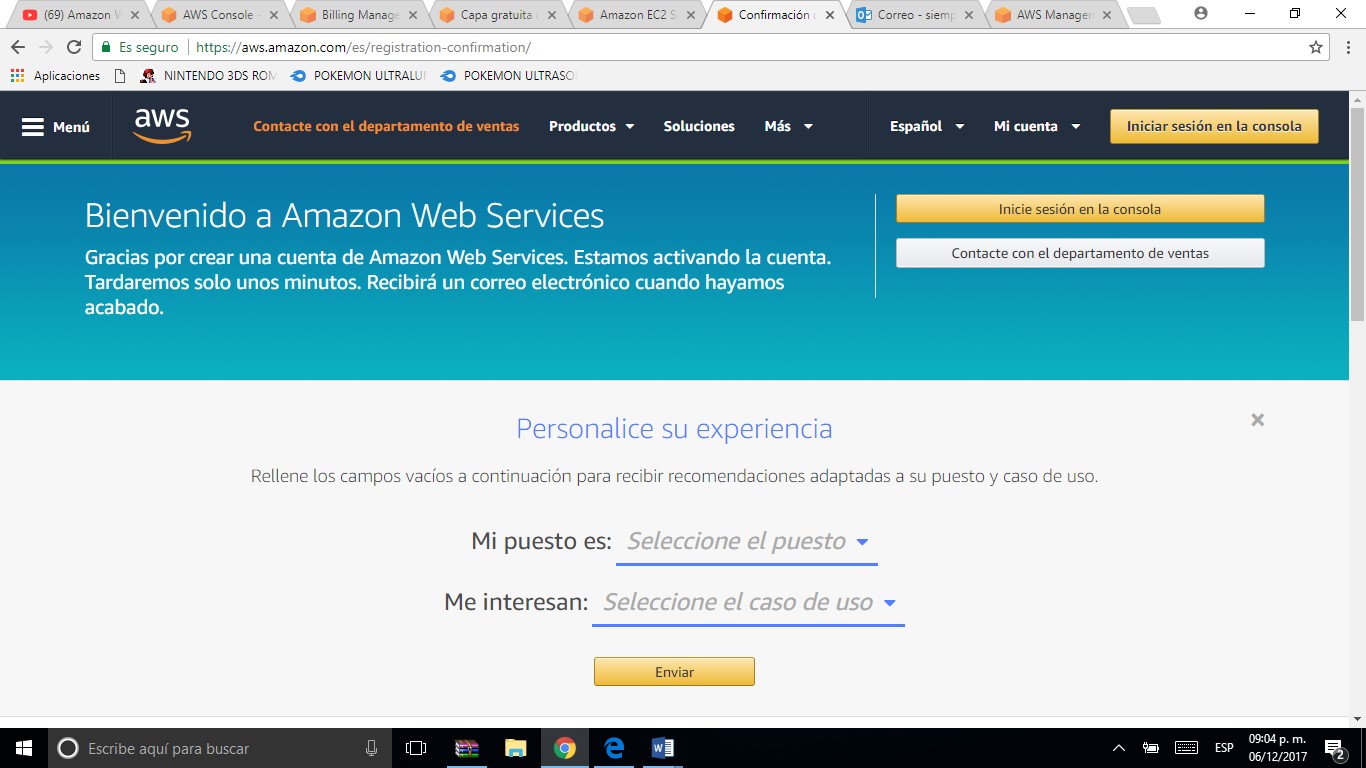 (69) Amazon W
AWS Console -
Billing Manage
Capa gratuita
Amazon EC2 S
Confirmación
Correo - siemp
AWS Managem
Es seguro
https://aws.amazon.com/es/registration-confirmation/
Aplicaciones
NINTENDO 3DS ROM
POKEMON ULTRALU
POKEMON ULTRASO
Menú
aws
Contacte con el departamento de ventas
Productos
Soluciones
Más
Español
Mi cuenta
Iniciar sesión en la consola
Bienvenido a Amazon Web Services
Gracias por crear una cuenta de Amazon Web Services. Estamos activando la cuenta.
Tardaremos solo unos minutos. Recibirá un correo electrónico cuando hayamos
acabado.
Inicie sesión en la consola
Contacte con el departamento de ventas
Personalice su experiencia
Rellene los campos vacíos a continuación para recibir recomendaciones adaptadas a su puesto y caso de uso.
Mi puesto es: Seleccione el puesto
Me interesan: Seleccione el caso de uso
Enviar
Escribe aquí para buscar
ESP
09:04 p. m.
06/12/2017
2